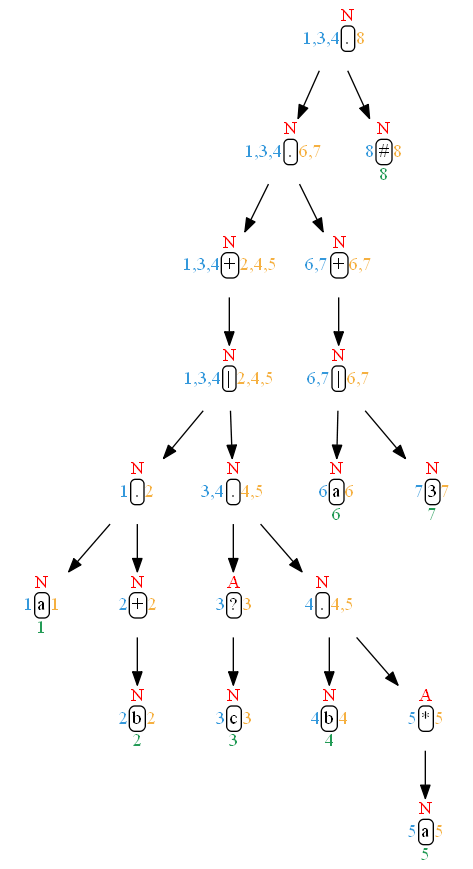 N
1,3,4 . 8
N N
1,3,4 . 6,7 8 # 8
8
N N
1,3,4 + 2,4,5 6,7 + 6,7
N N
1,3,4 | 2,4,5 6,7 | 6,7
N N N N
1 . 2 3,4 . 4,5 6 a 6 7 3 7
6 7
N N A N
1 a 1 2 + 2 3 ? 3 4 . 4,5
1
N N N A
2 b 2 3 c 3 4 b 4 5 * 5
2 3 4
N
5 a 5
5